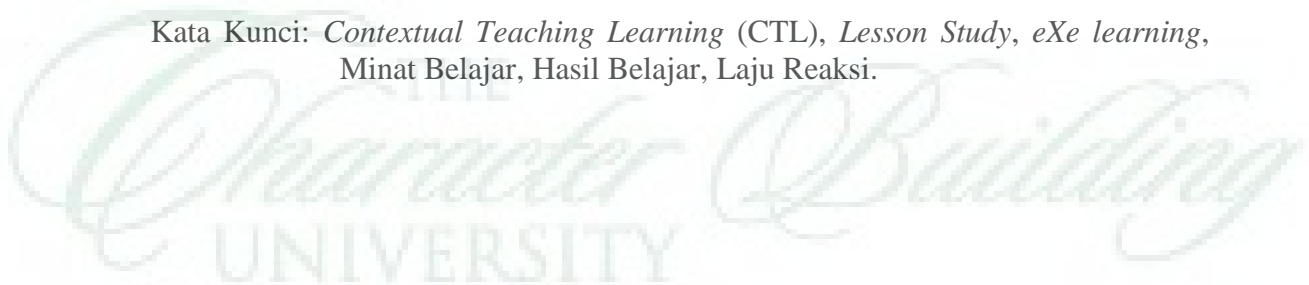 Kata Kunci: Contextual Teaching Learning (CTL), Lesson Study, eXe learning,
Minat Belajar, Hasil Belajar, Laju Reaksi.
THE
Character Building
UNIVERSITY